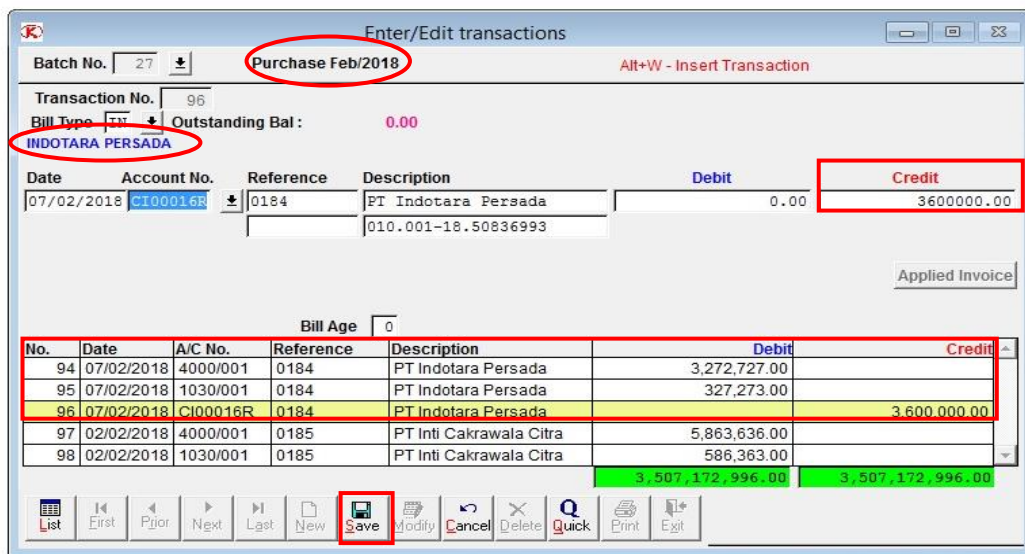 Enter/Edit transactions
Batch No. 27 Purchase Feb/2018 Alt+W - Insert Transaction
Transaction No. 96
Bill Type IN Outstanding Bal : 0.00
INDOTARA PERSADA
Date Account No. Reference Description Debit Credit
07/02/2018 CI00016R 0184 PT Indotara Persada 0.00 3600000.00
010.001-18.50836993
Applied Invoice
Bill Age 0
No. Date A/C No. Reference Description Debit Credit
94 07/02/2018 4000/001 0184 PT Indotara Persada 3,272,727.00
95 07/02/2018 1030/001 0184 PT Indotara Persada 327,273.00
96 07/02/2018 CI00016R 0184 PT Indotara Persada 3,600,000.00
97 02/02/2018 4000/001 0185 PT Inti Cakrawala Citra 5,863,636.00
98 02/02/2018 1030/001 0185 PT Inti Cakrawala Citra 586,363.00
3,507,172,996.00 3,507,172,996.00
List First Prior Next Last New Save Modify Cancel Delete Quick Print Exit